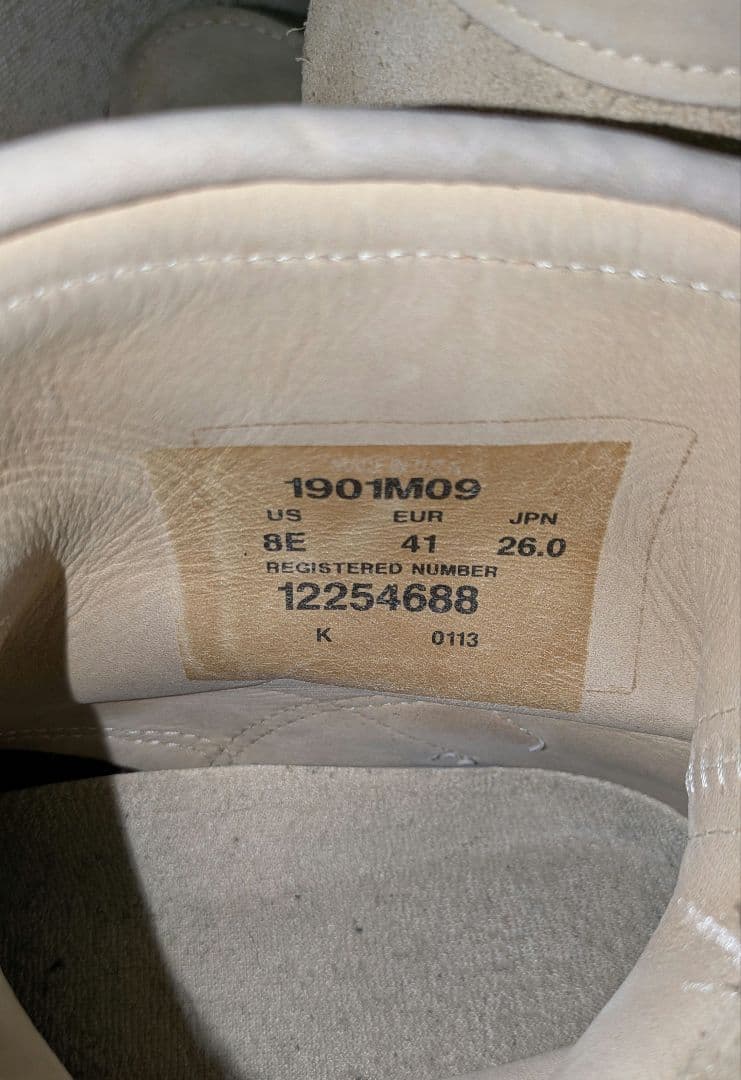 1901M09
US EUR JPN
8E 41 26.0
REGISTERED NUMBER
12254688
K 0113